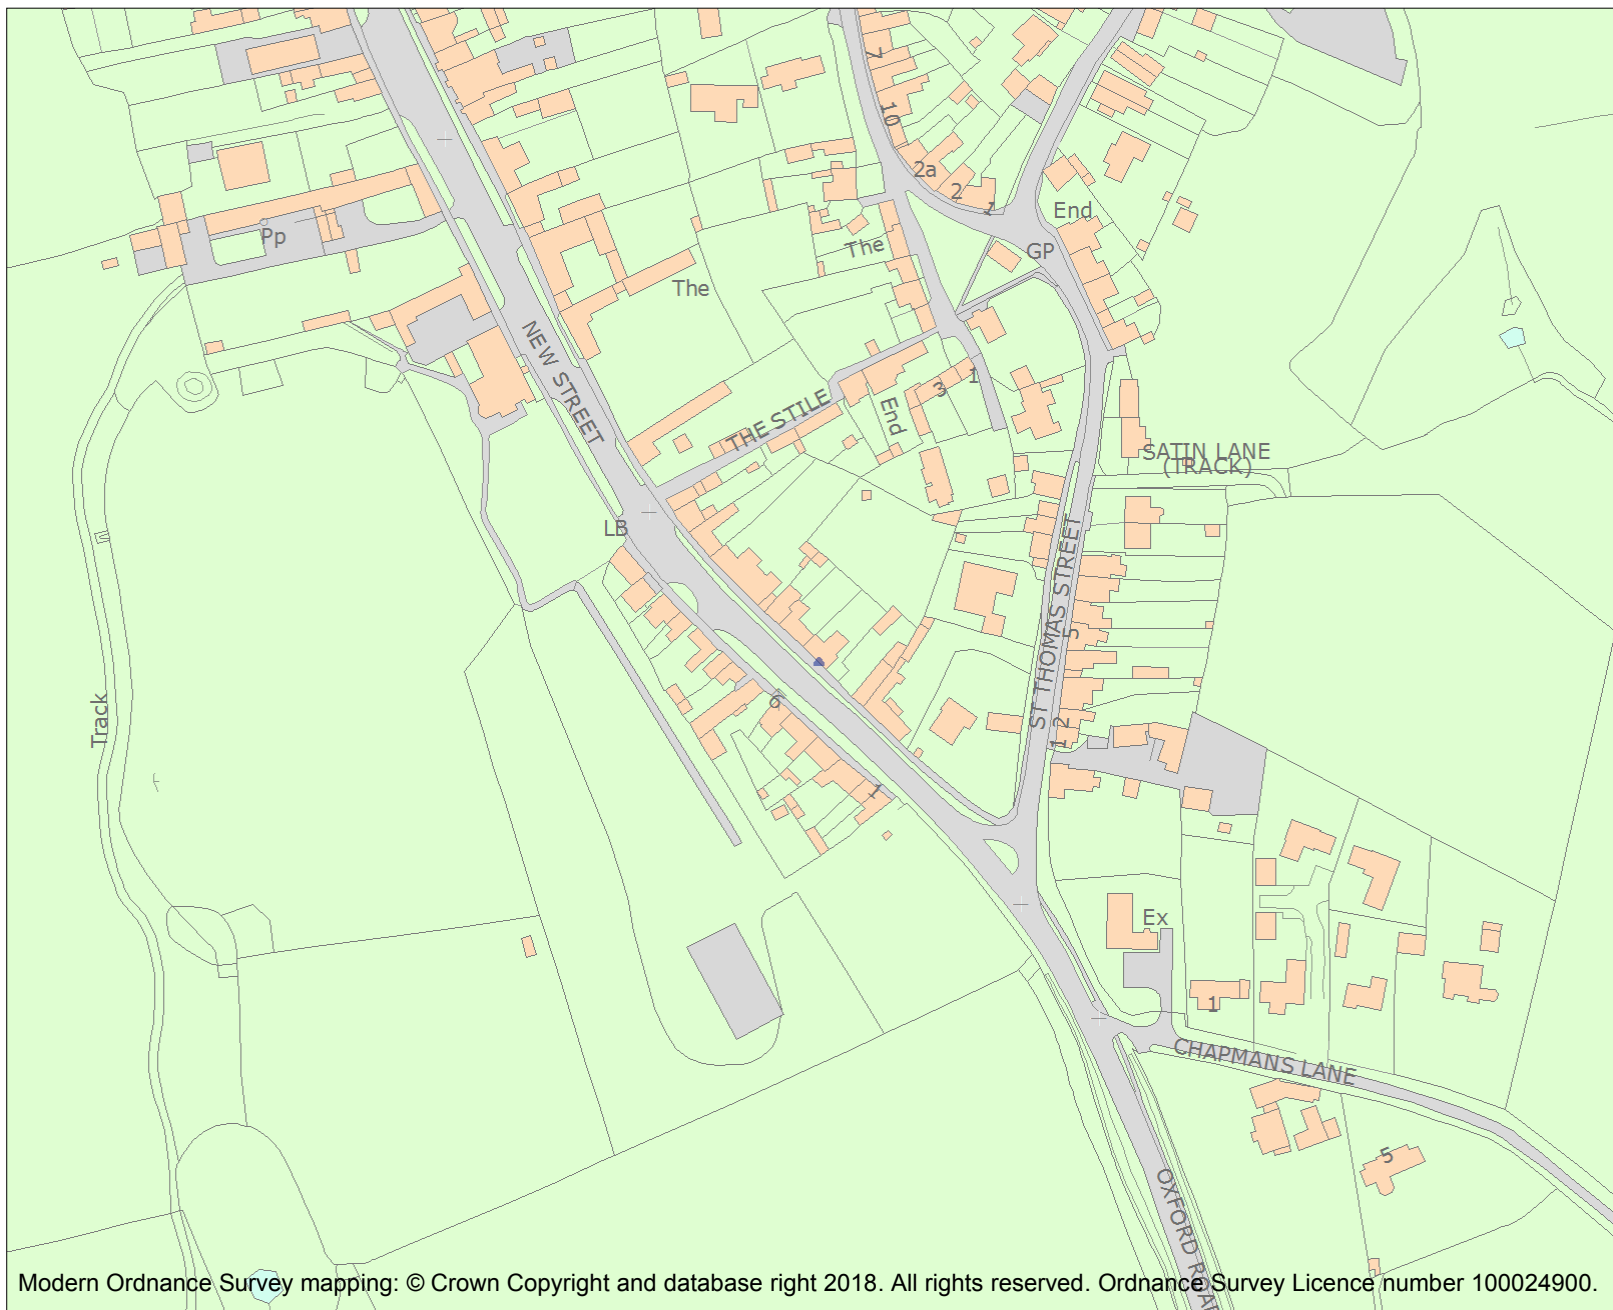 7
10
2a
2
1
End
GP
Pp
The
The
NEW STREET
THE STILE
End
3
1
SATIN LANE
(TRACK)
LB
ST THOMAS STREET
5
Track
6
12
1
Ex
1
CHAPMANS LANE
5
OXFORD ROAD
Modern Ordnance Survey mapping: © Crown Copyright and database right 2018. All rights reserved. Ordnance Survey Licence number 100024900.